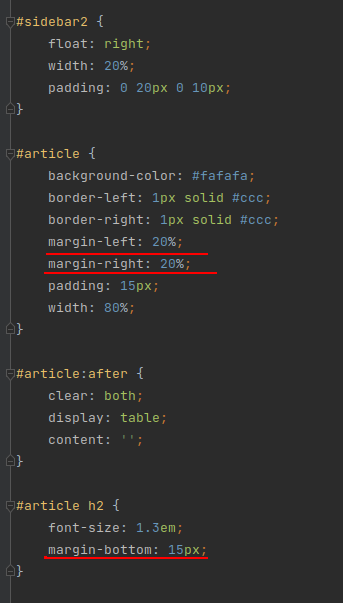 #sidebar2 {
float: right;
width: 20%;
padding: 0 20px 0 10px;
}
#article {
background-color: #fafafa;
border-left: 1px solid #ccc;
border-right: 1px solid #ccc;
margin-left: 20%;
margin-right: 20%;
padding: 15px;
width: 80%;
}
#article:after {
clear: both;
display: table;
content: '';
}
#article h2 {
font-size: 1.3em;
margin-bottom: 15px;
}